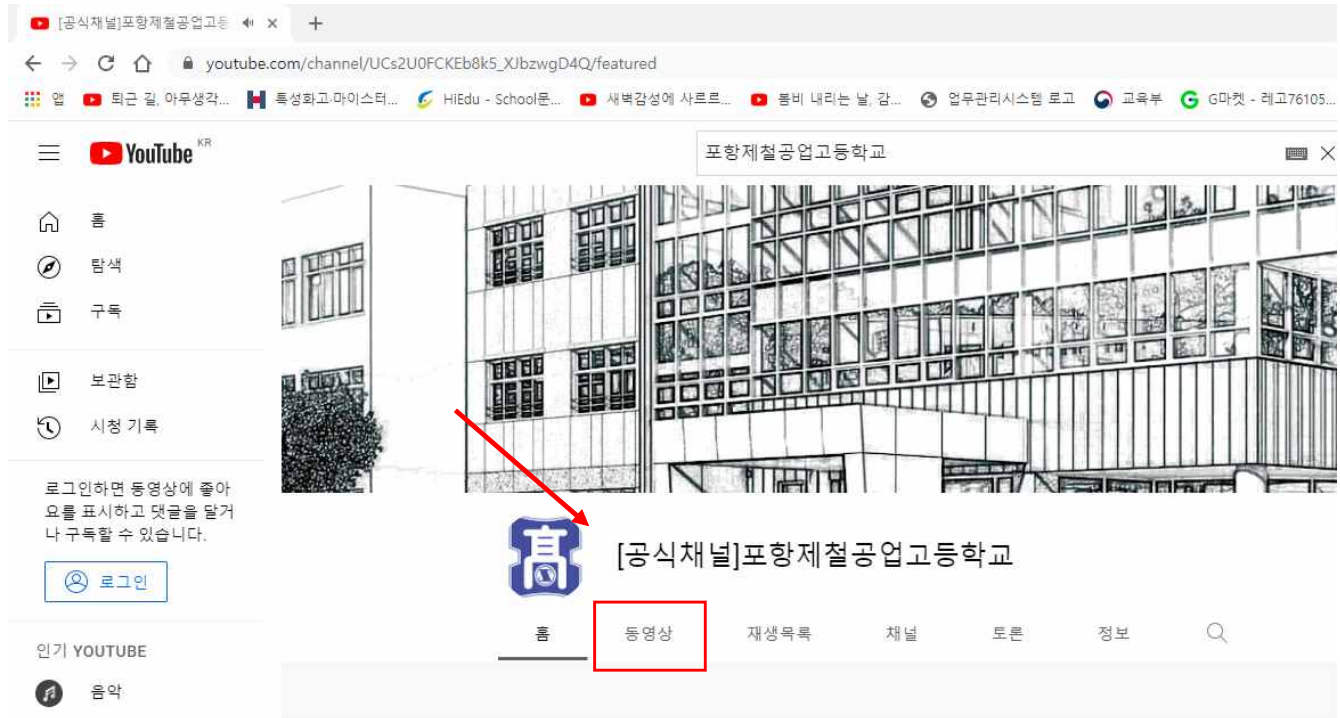 [공식채널]포항제철공업고등
youtube.com/channel/UCs2U0FCKEb8k5_XJbzwgD4Q/featured
앱 퇴근 길, 아무생각... 특성화고·마이스터... HiEdu - School문... 새벽감성에 사르르... 봄비 내리는 날, 감... 업무관리시스템 로고 교육부 G마켓 - 레고76105...
YouTube KR
포항제철공업고등학교
홈
탐색
구독
보관함
시청 기록
로그인하면 동영상에 좋아
요를 표시하고 댓글을 달거
나 구독할 수 있습니다.
로그인
인기 YOUTUBE
음악
高
[공식채널]포항제철공업고등학교
홈 동영상 재생목록 채널 토론 정보